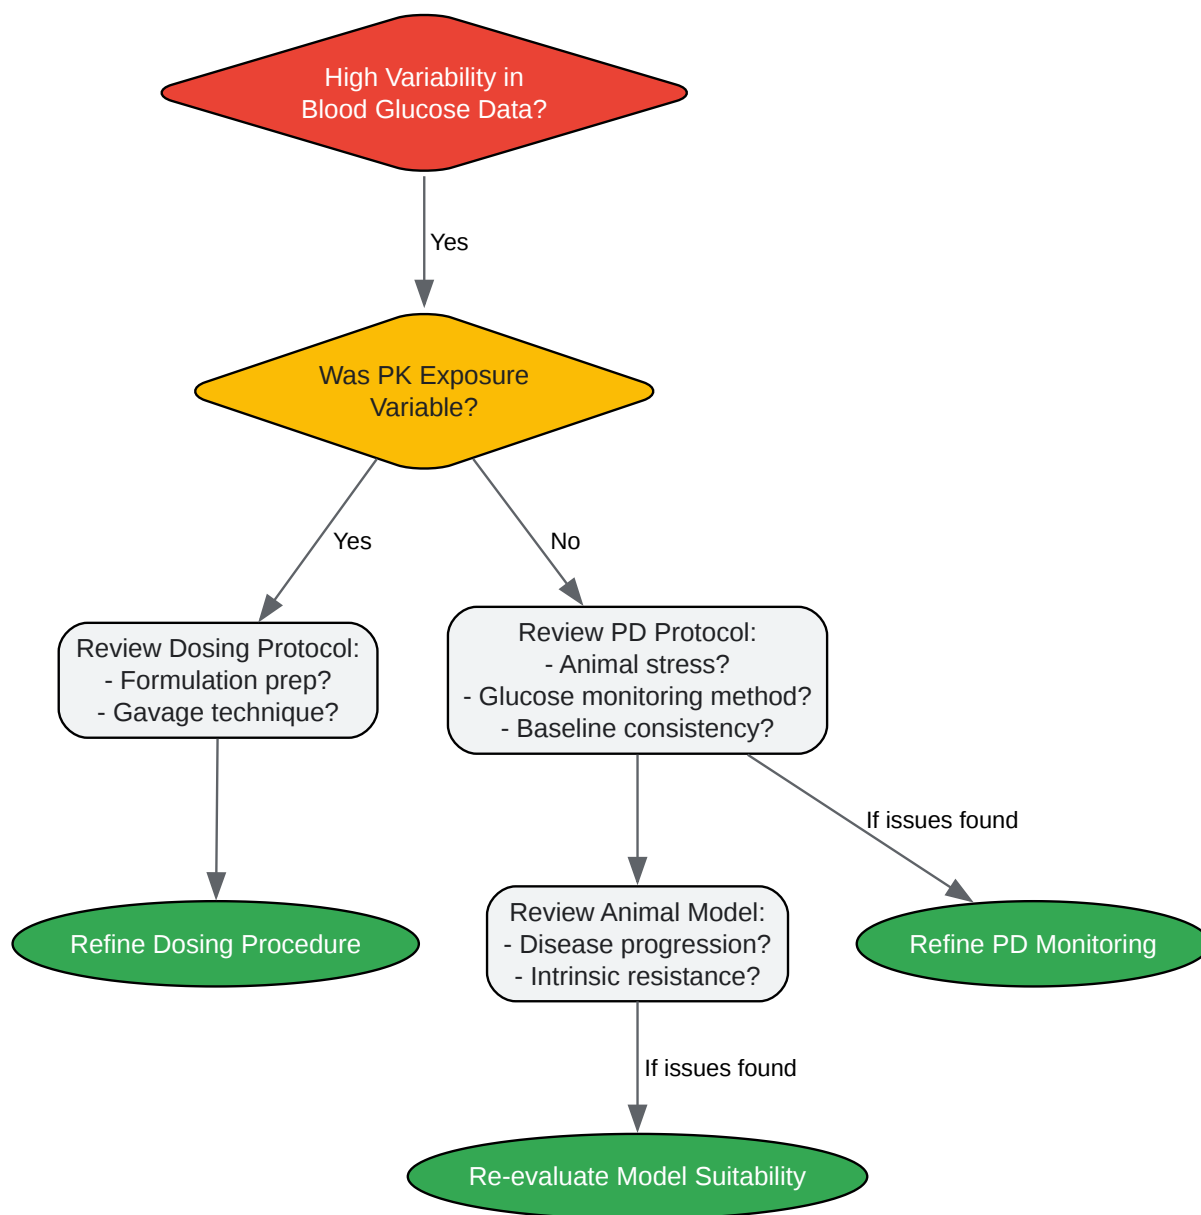 High Variability in
Blood Glucose Data?
Yes
Was PK Exposure
Variable?
Yes
No
Review Dosing Protocol:
- Formulation prep?
- Gavage technique?
Review PD Protocol:
- Animal stress?
- Glucose monitoring method?
- Baseline consistency?
If issues found
Refine Dosing Procedure
Review Animal Model:
- Disease progression?
- Intrinsic resistance?
Refine PD Monitoring
If issues found
Re-evaluate Model Suitability